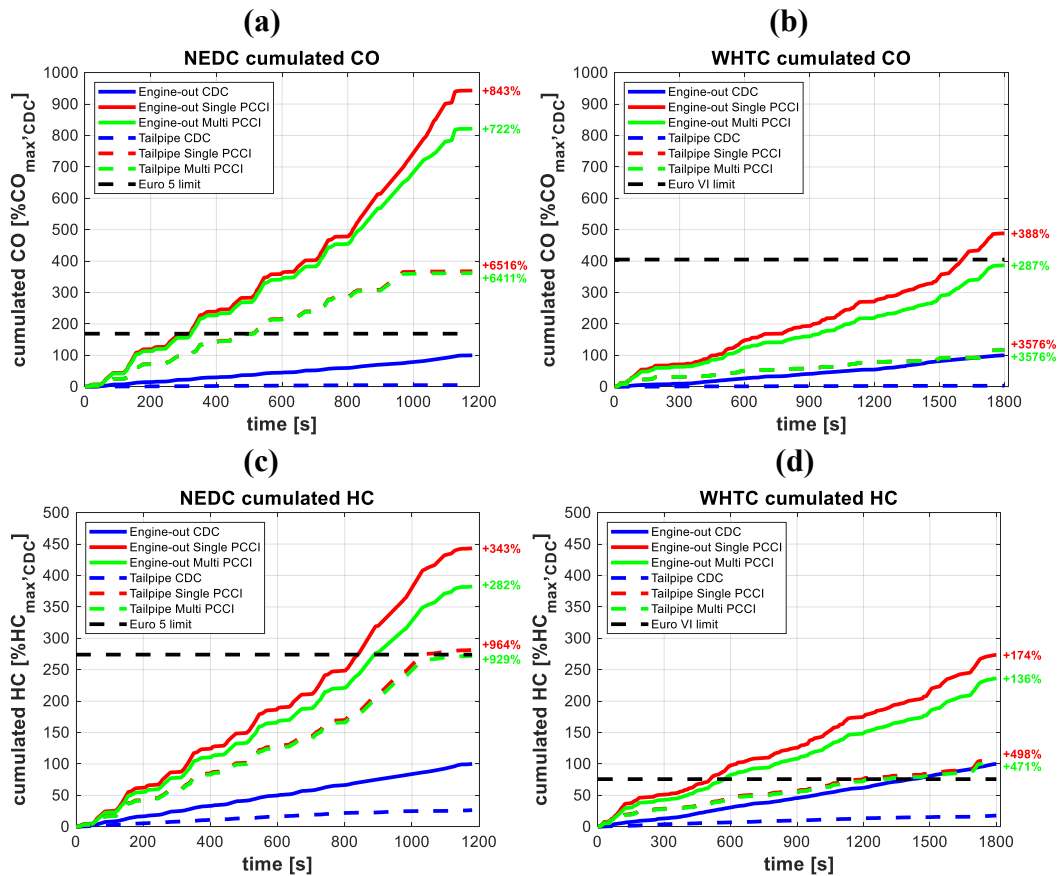 (a)
NEDC cumulated CO
cumulated CO [%CO_max,CDC]
1000
900
800
700
600
500
400
300
200
100
0
Engine-out CDC
Engine-out Single PCCI
Engine-out Multi PCCI
Tailpipe CDC
Tailpipe Single PCCI
Tailpipe Multi PCCI
Euro 5 limit
+843%
+722%
+6516%
+6411%
0 200 400 600 800 1000 1200
time [s]
(b)
WHTC cumulated CO
cumulated CO [%CO_max,CDC]
1000
900
800
700
600
500
400
300
200
100
0
Engine-out CDC
Engine-out Single PCCI
Engine-out Multi PCCI
Tailpipe CDC
Tailpipe Single PCCI
Tailpipe Multi PCCI
Euro VI limit
+388%
+287%
+3576%
+3576%
0 300 600 900 1200 1500 1800
time [s]
(c)
NEDC cumulated HC
cumulated HC [%HC_max,CDC]
500
450
400
350
300
250
200
150
100
50
0
Engine-out CDC
Engine-out Single PCCI
Engine-out Multi PCCI
Tailpipe CDC
Tailpipe Single PCCI
Tailpipe Multi PCCI
Euro 5 limit
+343%
+282%
+964%
+929%
0 200 400 600 800 1000 1200
time [s]
(d)
WHTC cumulated HC
cumulated HC [%HC_max,CDC]
500
450
400
350
300
250
200
150
100
50
0
Engine-out CDC
Engine-out Single PCCI
Engine-out Multi PCCI
Tailpipe CDC
Tailpipe Single PCCI
Tailpipe Multi PCCI
Euro VI limit
+174%
+136%
+498%
+471%
0 300 600 900 1200 1500 1800
time [s]